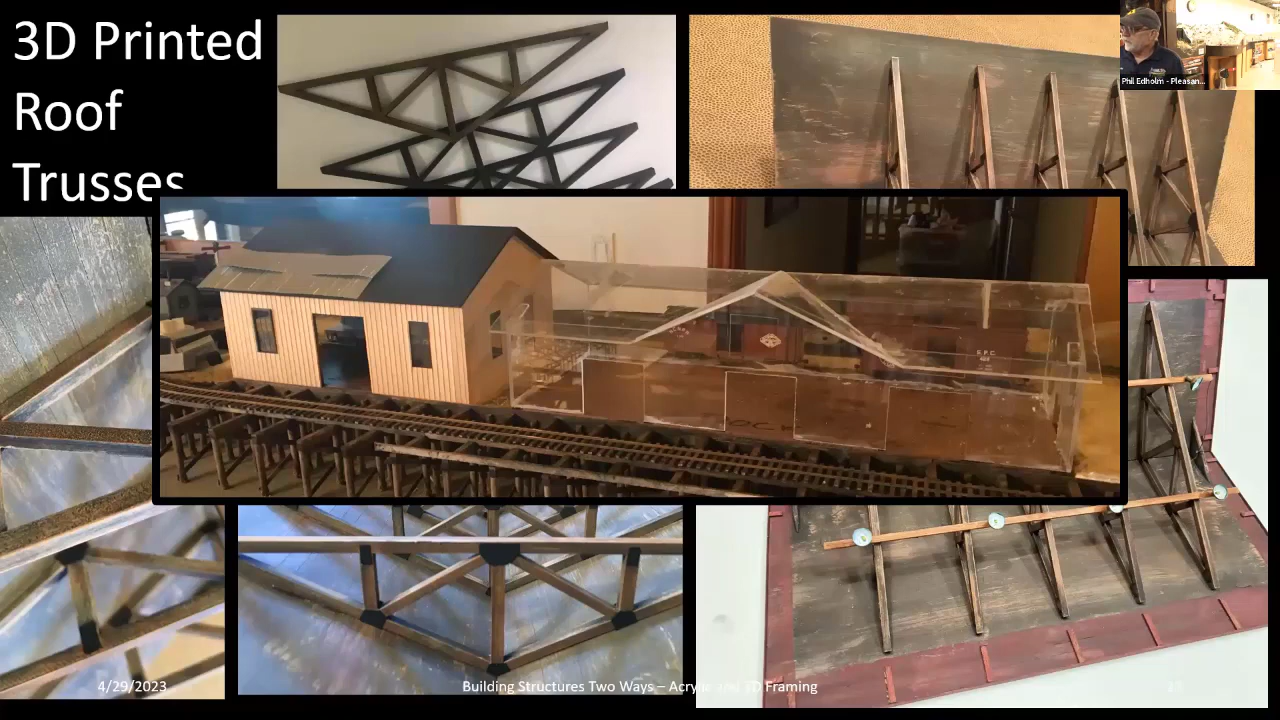 3D Printed
Roof
Trusses
Phil Edholm - Pleasan...
E.P.C.
4/29/2023
Building Structures Two Ways – Acrylic and 3D Framing